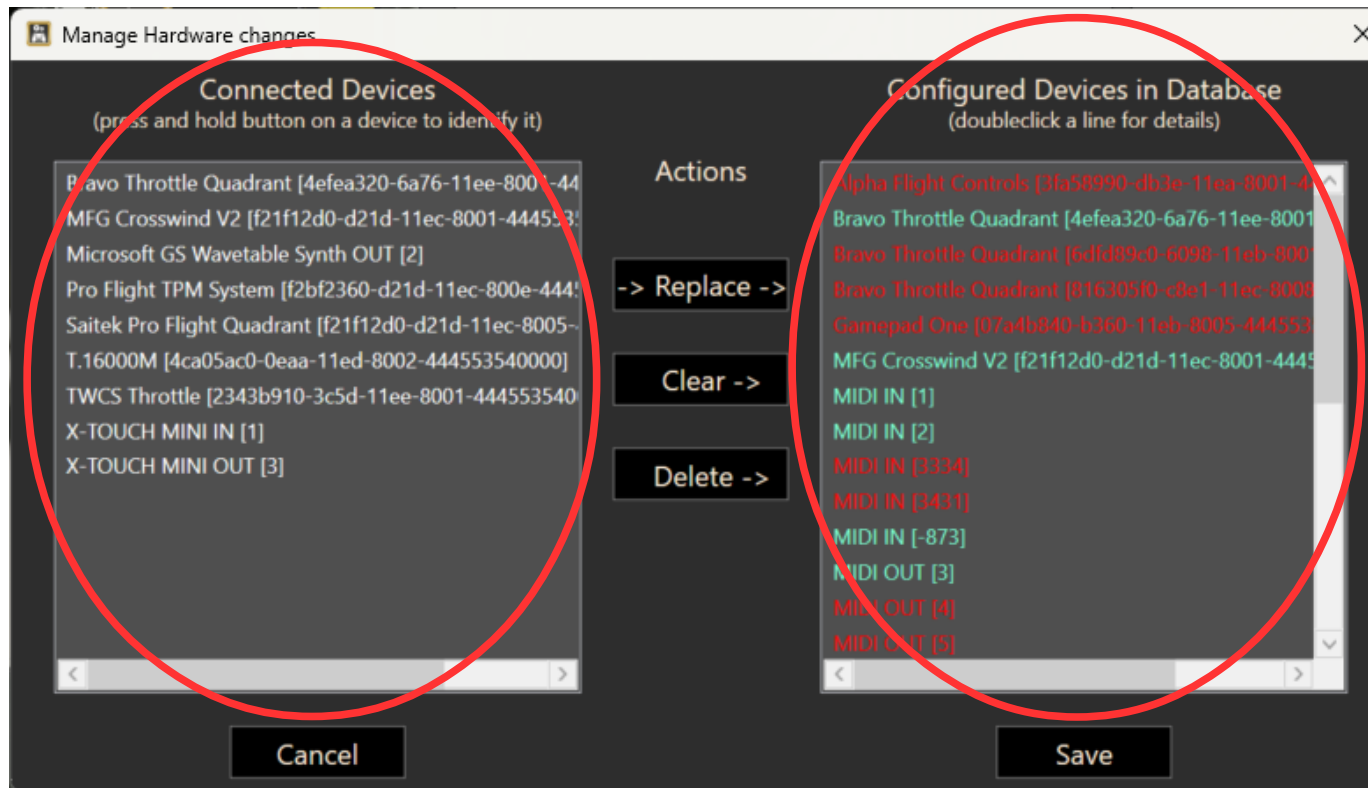 Manage Hardware changes
Connected Devices
(press and hold button on a device to identify it)
Bravo Throttle Quadrant [4efea320-6a76-11ee-8001-44
MFG Crosswind V2 [f21f12d0-d21d-11ec-8001-4445535
Microsoft GS Wavetable Synth OUT [2]
Pro Flight TPM System [f2bf2360-d21d-11ec-800e-4445
Saitek Pro Flight Quadrant [f21f12d0-d21d-11ec-8005-
T.16000M [4ca05ac0-0eaa-11ed-8002-444553540000]
TWCS Throttle [2343b910-3c5d-11ee-8001-4445535400
X-TOUCH MINI IN [1]
X-TOUCH MINI OUT [3]
Actions
-> Replace ->
Clear ->
Delete ->
Configured Devices in Database
(doubleclick a line for details)
Alpha Flight Controls [3fa58990-db3e-11ea-8001-44
Bravo Throttle Quadrant [4efea320-6a76-11ee-8001
Bravo Throttle Quadrant [6dfd89c0-6098-11eb-800
Bravo Throttle Quadrant [816305f0-c8e1-11ec-8008
Gamepad One [07a4b840-b360-11eb-8005-444553
MFG Crosswind V2 [f21f12d0-d21d-11ec-8001-4445
MIDI IN [1]
MIDI IN [2]
MIDI IN [3334]
MIDI IN [3431]
MIDI IN [-873]
MIDI OUT [3]
MIDI OUT [4]
MIDI OUT [5]
Cancel
Save